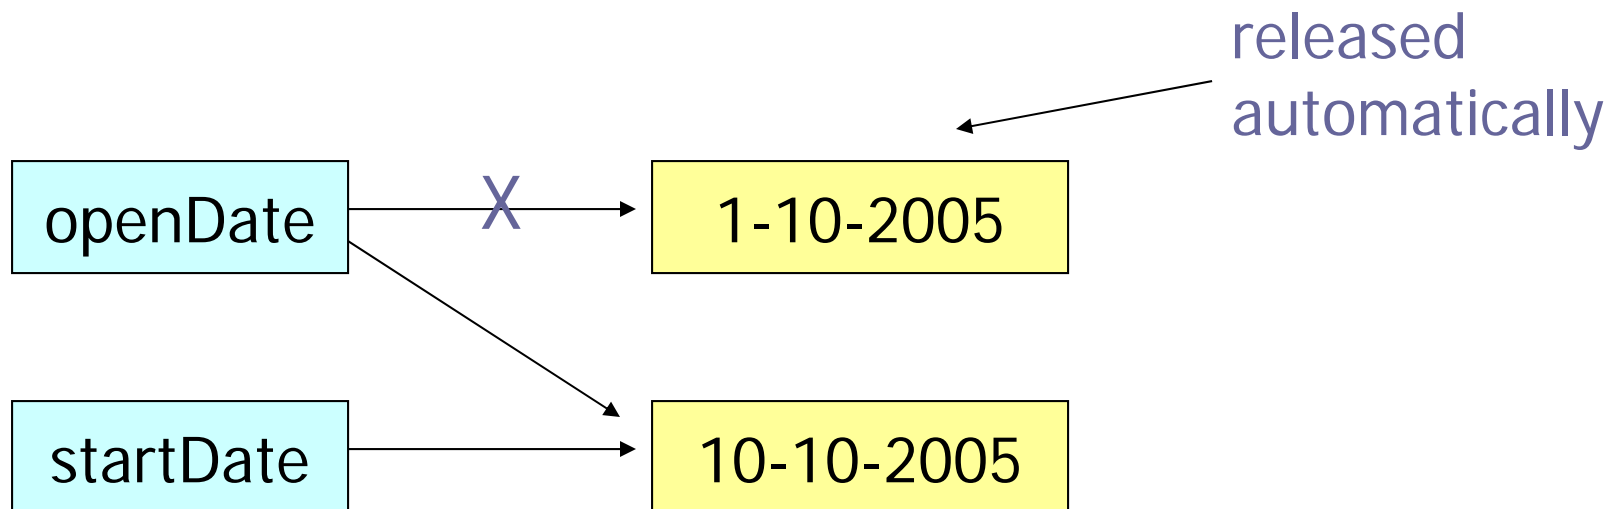 released
automatically
openDate
X
1-10-2005
startDate
10-10-2005